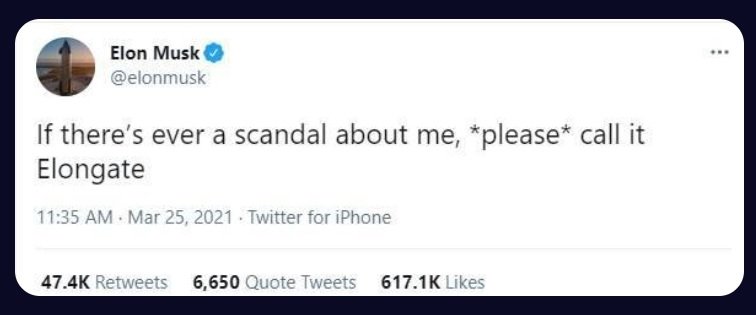 Elon Musk
@elonmusk
If there's ever a scandal about me, *please* call it
Elongate
11:35 AM · Mar 25, 2021 · Twitter for iPhone
47.4K Retweets 6,650 Quote Tweets 617.1K Likes